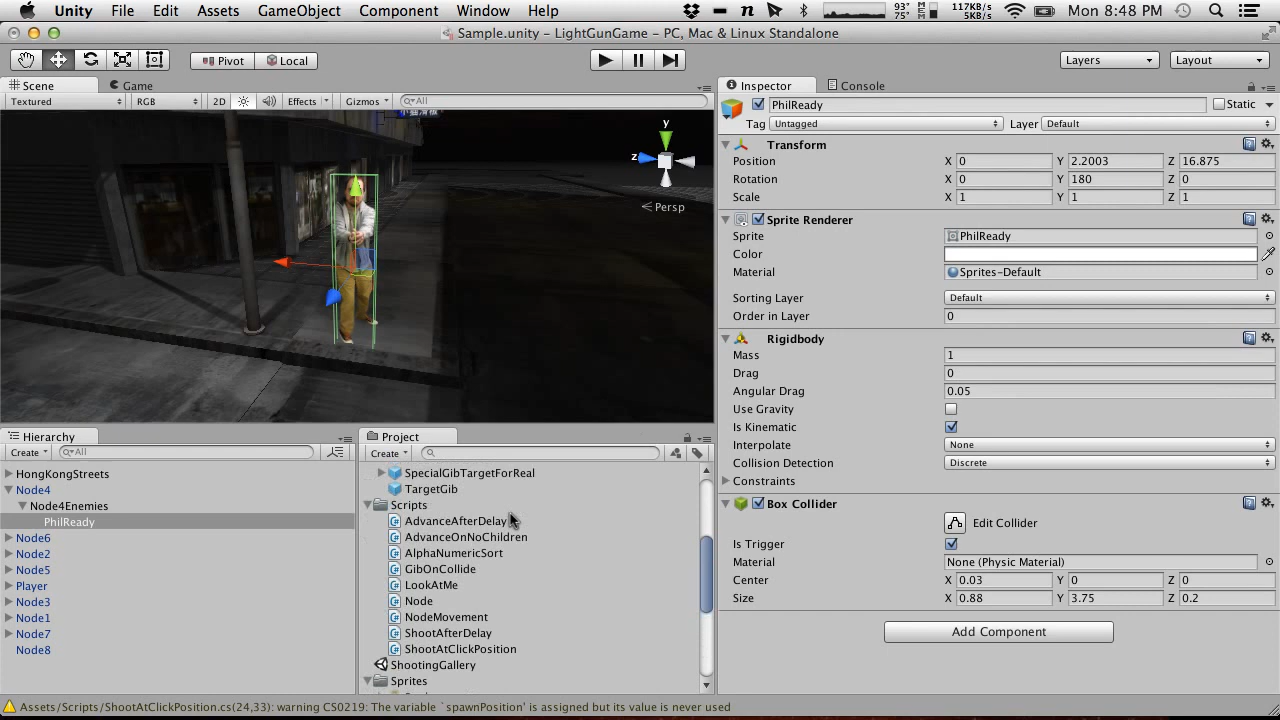 Unity File Edit Assets GameObject Component Window Help 93° 75° 117KB/s 5KB/s Mon 8:48 PM
Sample.unity – LightGunGame – PC, Mac & Linux Standalone
Pivot Local Layers Layout
Scene Game
Textured RGB 2D Effects Gizmos All
y
z
Persp
Inspector Console
PhilReady Static
Tag Untagged Layer Default
Transform
Position X 0 Y 2.2003 Z 16.875
Rotation X 0 Y 180 Z 0
Scale X 1 Y 1 Z 1
Sprite Renderer
Sprite PhilReady
Color
Material Sprites-Default
Sorting Layer Default
Order in Layer 0
Rigidbody
Mass 1
Drag 0
Angular Drag 0.05
Use Gravity
Is Kinematic
Interpolate None
Collision Detection Discrete
Constraints
Box Collider
Edit Collider
Is Trigger
Material None (Physic Material)
Center X 0.03 Y 0 Z 0
Size X 0.88 Y 3.75 Z 0.2
Add Component
Hierarchy
Create All
HongKongStreets
Node4
Node4Enemies
PhilReady
Node6
Node2
Node5
Player
Node3
Node1
Node7
Node8
Project
Create
SpecialGibTargetForReal
TargetGib
Scripts
AdvanceAfterDelay
AdvanceOnNoChildren
AlphaNumericSort
GibOnCollide
LookAtMe
Node
NodeMovement
ShootAfterDelay
ShootAtClickPosition
ShootingGallery
Sprites
Assets/Scripts/ShootAtClickPosition.cs(24,33): warning CS0219: The variable `spawnPosition' is assigned but its value is never used